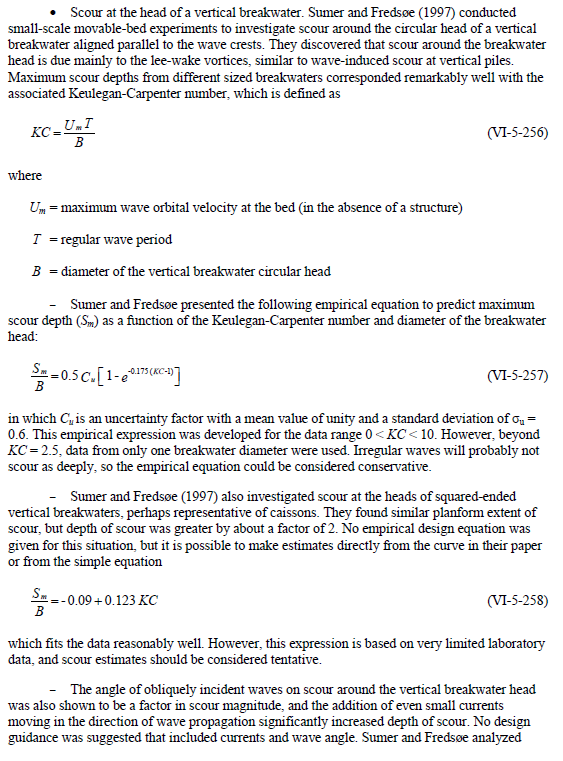 • Scour at the head of a vertical breakwater. Sumer and Fredsøe (1997) conducted
small-scale movable-bed experiments to investigate scour around the circular head of a vertical
breakwater aligned parallel to the wave crests. They discovered that scour around the breakwater
head is due mainly to the lee-wake vortices, similar to wave-induced scour at vertical piles.
Maximum scour depths from different sized breakwaters corresponded remarkably well with the
associated Keulegan-Carpenter number, which is defined as
KC = U_m T / B (VI-5-256)
where
U_m = maximum wave orbital velocity at the bed (in the absence of a structure)
T = regular wave period
B = diameter of the vertical breakwater circular head
– Sumer and Fredsøe presented the following empirical equation to predict maximum
scour depth (S_m) as a function of the Keulegan-Carpenter number and diameter of the breakwater
head:
S_m / B = 0.5 C_u [1 - e^{-0.175 (KC-1)}] (VI-5-257)
in which C_u is an uncertainty factor with a mean value of unity and a standard deviation of σ_u =
0.6. This empirical expression was developed for the data range 0 < KC < 10. However, beyond
KC = 2.5, data from only one breakwater diameter were used. Irregular waves will probably not
scour as deeply, so the empirical equation could be considered conservative.
– Sumer and Fredsøe (1997) also investigated scour at the heads of squared-ended
vertical breakwaters, perhaps representative of caissons. They found similar planform extent of
scour, but depth of scour was greater by about a factor of 2. No empirical design equation was
given for this situation, but it is possible to make estimates directly from the curve in their paper
or from the simple equation
S_m / B = -0.09 + 0.123 KC (VI-5-258)
which fits the data reasonably well. However, this expression is based on very limited laboratory
data, and scour estimates should be considered tentative.
– The angle of obliquely incident waves on scour around the vertical breakwater head
was also shown to be a factor in scour magnitude, and the addition of even small currents
moving in the direction of wave propagation significantly increased depth of scour. No design
guidance was suggested that included currents and wave angle. Sumer and Fredsøe analyzed